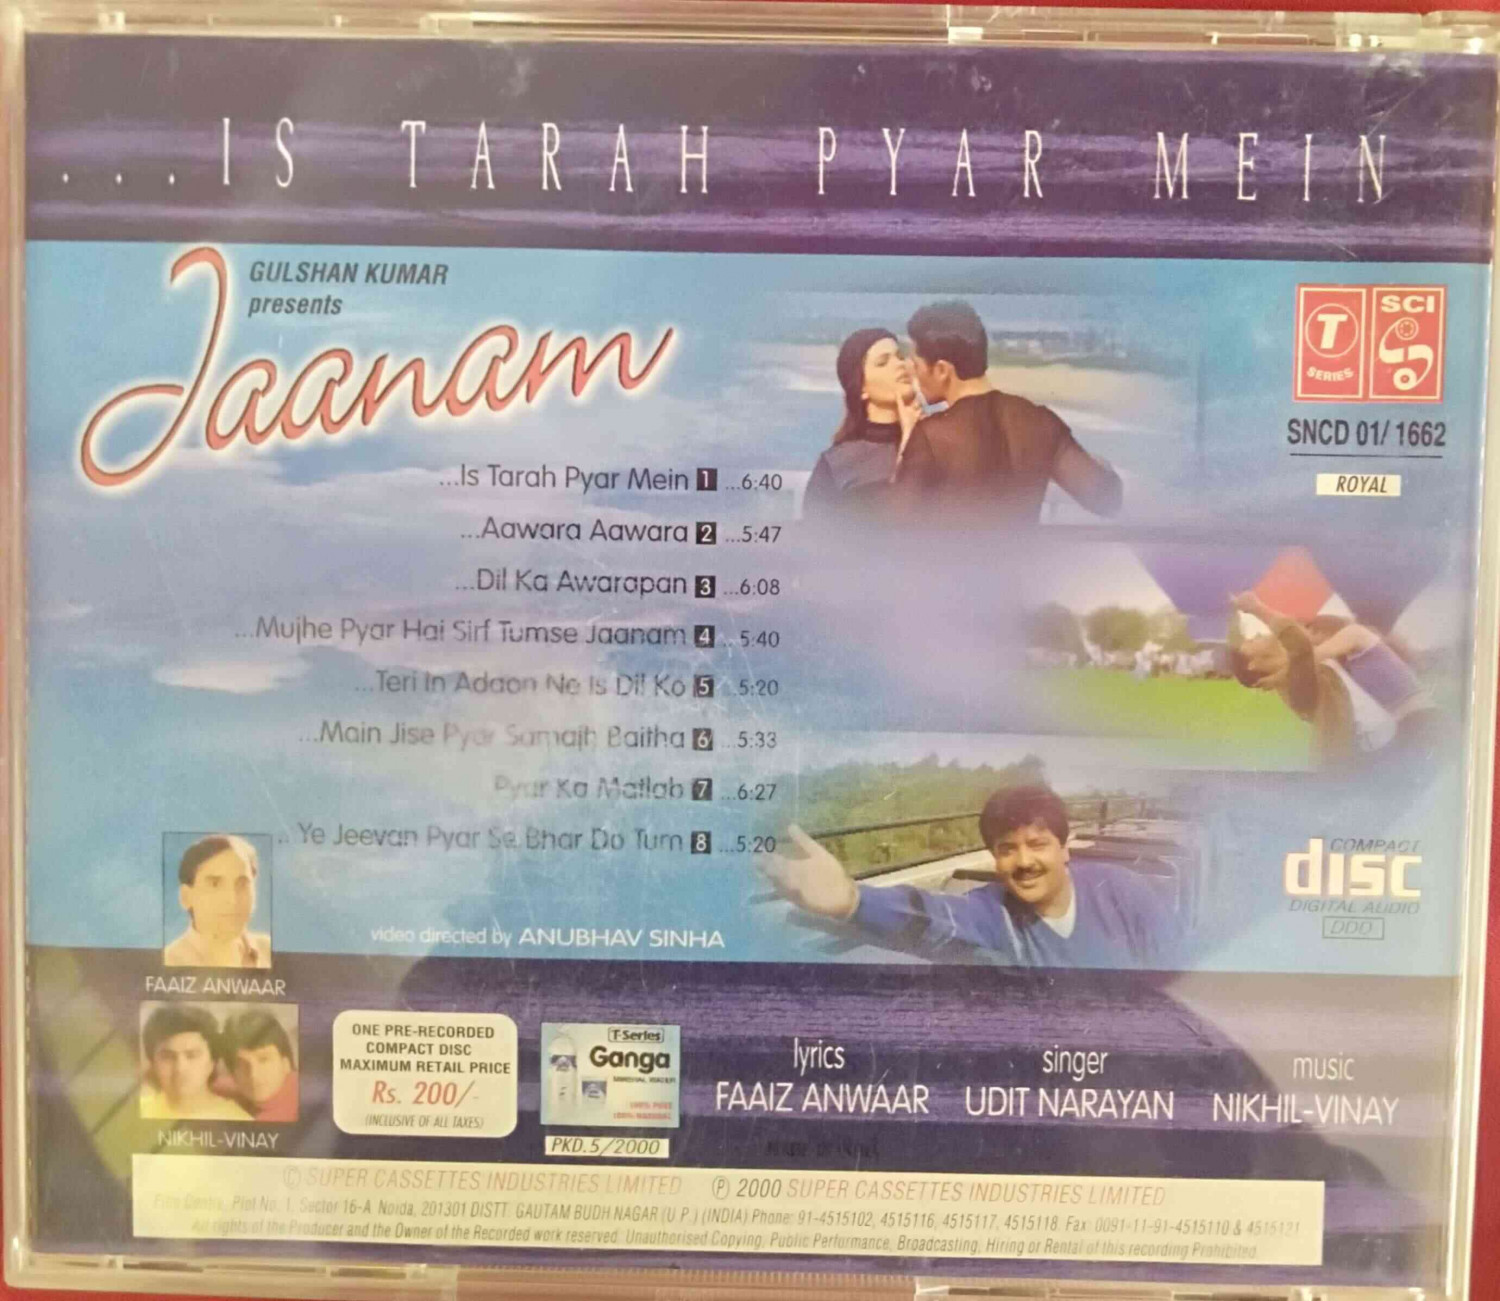 ...IS TARAH PYAR MEIN
GULSHAN KUMAR
presents
Jaanam
T
SERIES
SCI
SNCD 01/ 1662
ROYAL
...Is Tarah Pyar Mein 1 ...6:40
...Aawara Aawara 2 ...5:47
...Dil Ka Awarapan 3 ...6:08
...Mujhe Pyar Hai Sirf Tumse Jaanam 4 ...5:40
...Teri In Adaon Ne Is Dil Ko 5 ...5:20
...Main Jise Pyar Samajh Baitha 6 ...5:33
Pyar Ka Matlab 7 ...6:27
...Ye Jeevan Pyar Se Bhar Do Tum 8 ...5:20
COMPACT
disc
DIGITAL AUDIO
DDD
video directed by ANUBHAV SINHA
FAAIZ ANWAAR
NIKHIL-VINAY
ONE PRE-RECORDED
COMPACT DISC
MAXIMUM RETAIL PRICE
Rs. 200/-
(INCLUSIVE OF ALL TAXES)
T-Series
Ganga
MINERAL WATER
100% PURE
100% NATURAL
PKD.5/2000
lyrics
FAAIZ ANWAAR
singer
UDIT NARAYAN
music
NIKHIL-VINAY
© SUPER CASSETTES INDUSTRIES LIMITED ℗ 2000 SUPER CASSETTES INDUSTRIES LIMITED
Film Centre, Plot No. 1, Sector 16-A Noida, 201301 DISTT. GAUTAM BUDH NAGAR (U.P.) (INDIA) Phone: 91-4515102, 4515116, 4515117, 4515118. Fax: 0091-11-91-4515110 & 4515121
All rights of the Producer and the Owner of the Recorded work reserved. Unauthorised Copying, Public Performance, Broadcasting, Hiring or Rental of this recording Prohibited.